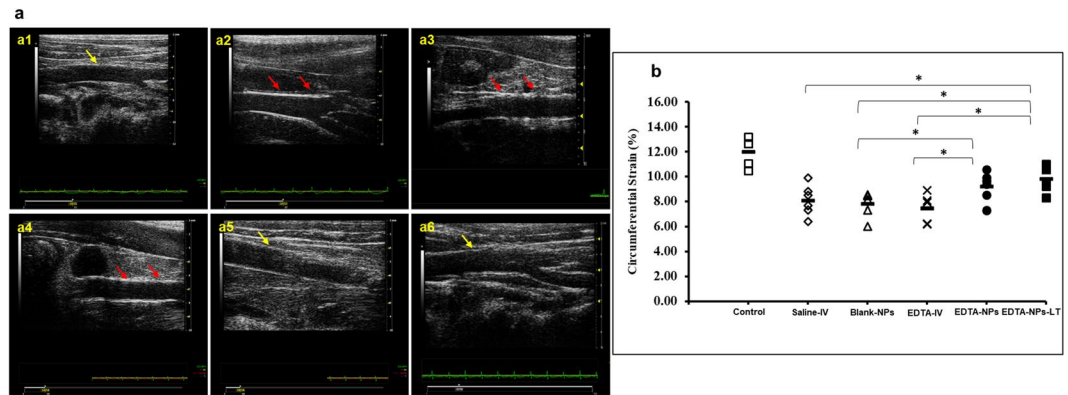 a
a1
a2
a3
a4
a5
a6
b
* 
*
*
*
*
Circumferential Strain (%)
16.00
14.00
12.00
10.00
8.00
6.00
4.00
2.00
0.00
Control
Saline-IV
Blank-NPs
EDTA-IV
EDTA-NPs
EDTA-NPs-LT